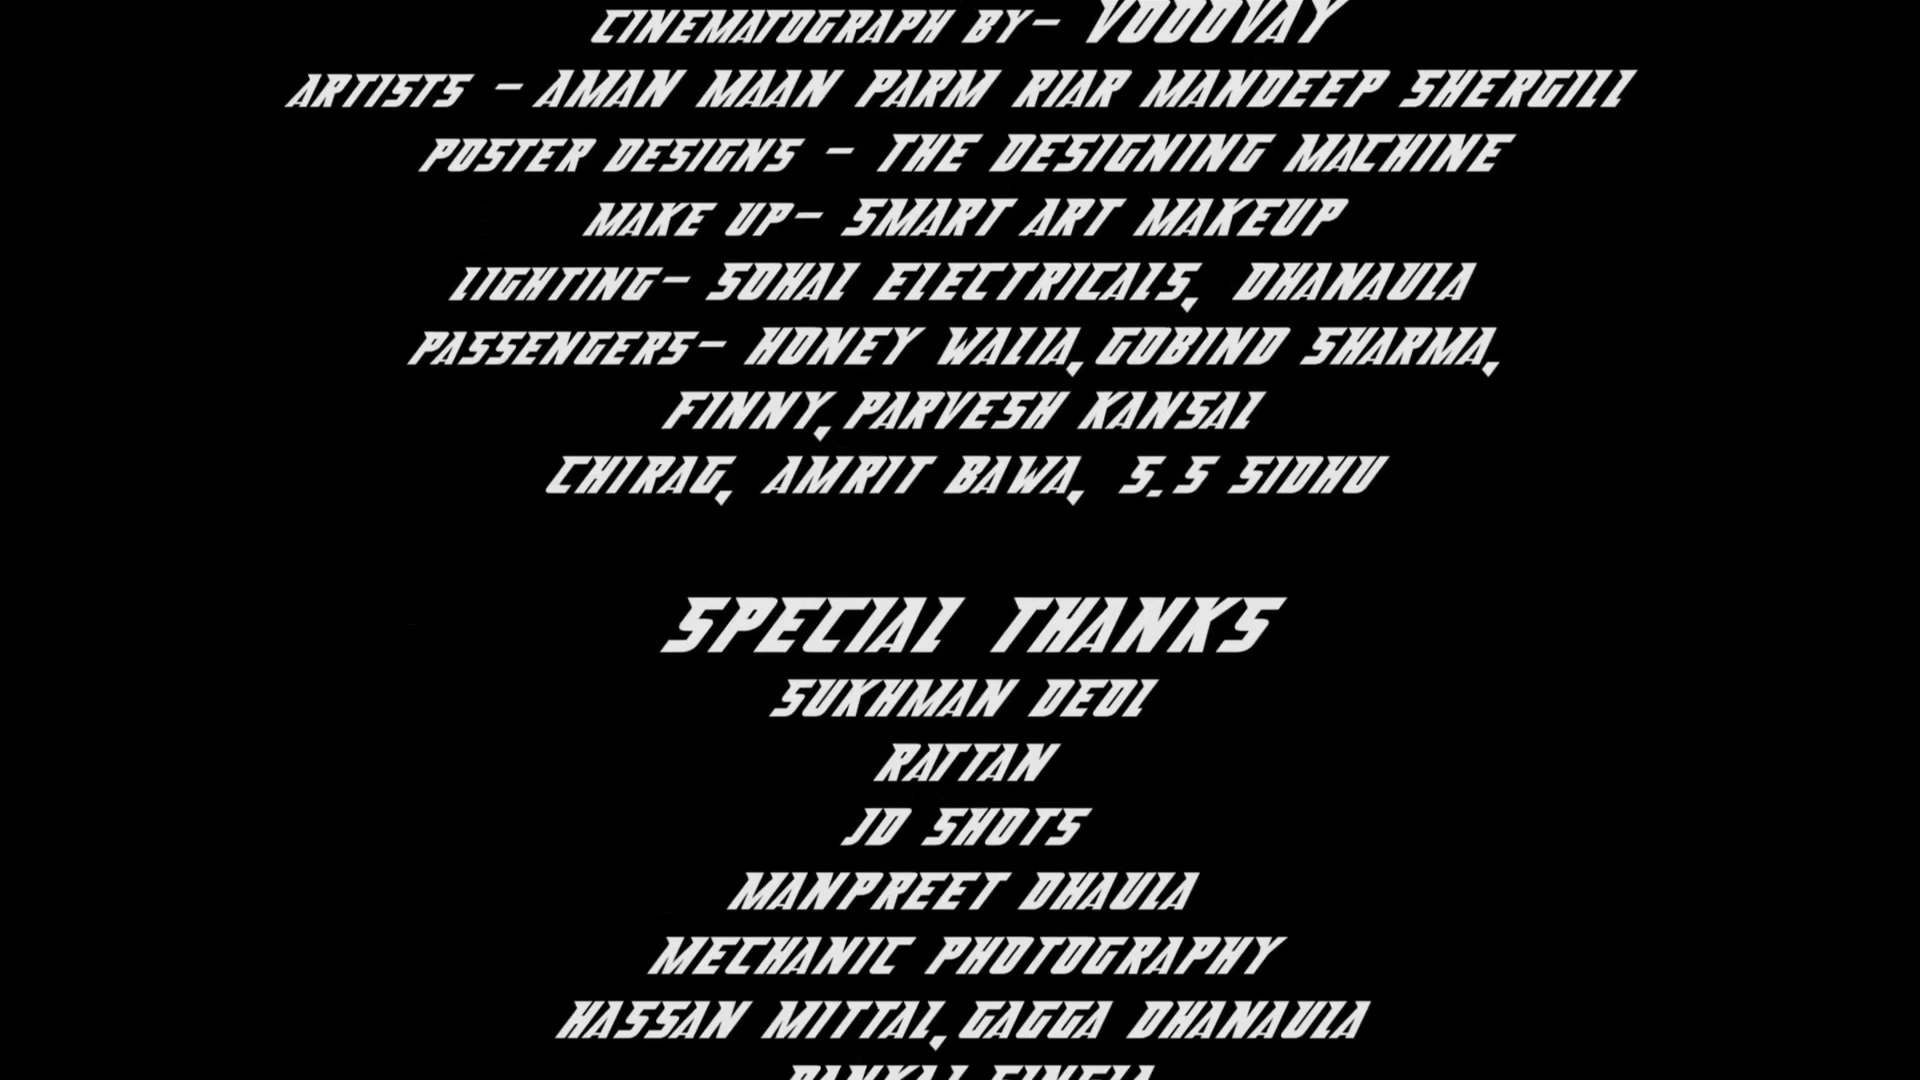 CINEMATOGRAPH BY- VOODVAY
ARTISTS - AMAN MAAN PARM RIAR MANDEEP SHERGILL
POSTER DESIGNS - THE DESIGNING MACHINE
MAKE UP- SMART ART MAKEUP
LIGHTING- SOHAL ELECTRICALS, DHANAULA
PASSENGERS- HONEY WALIA,GOBIND SHARMA,
FINNY,PARVESH KANSAL
CHIRAG, AMRIT BAWA, S.S SIDHU
SPECIAL THANKS
SUKHMAN DEOL
RATTAN
JD SHOTS
MANPREET DHAULA
MECHANIC PHOTOGRAPHY
HASSAN MITTAL,GAGGA DHANAULA